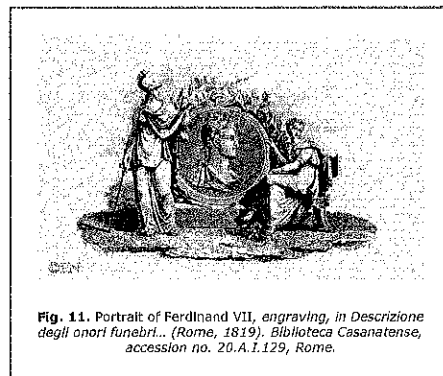 Fig. 11. Portrait of Ferdinand VII, engraving, in Descrizione
degli onori funebri... (Rome, 1819). Biblioteca Casanatense,
accession no. 20.A.I.129, Rome.